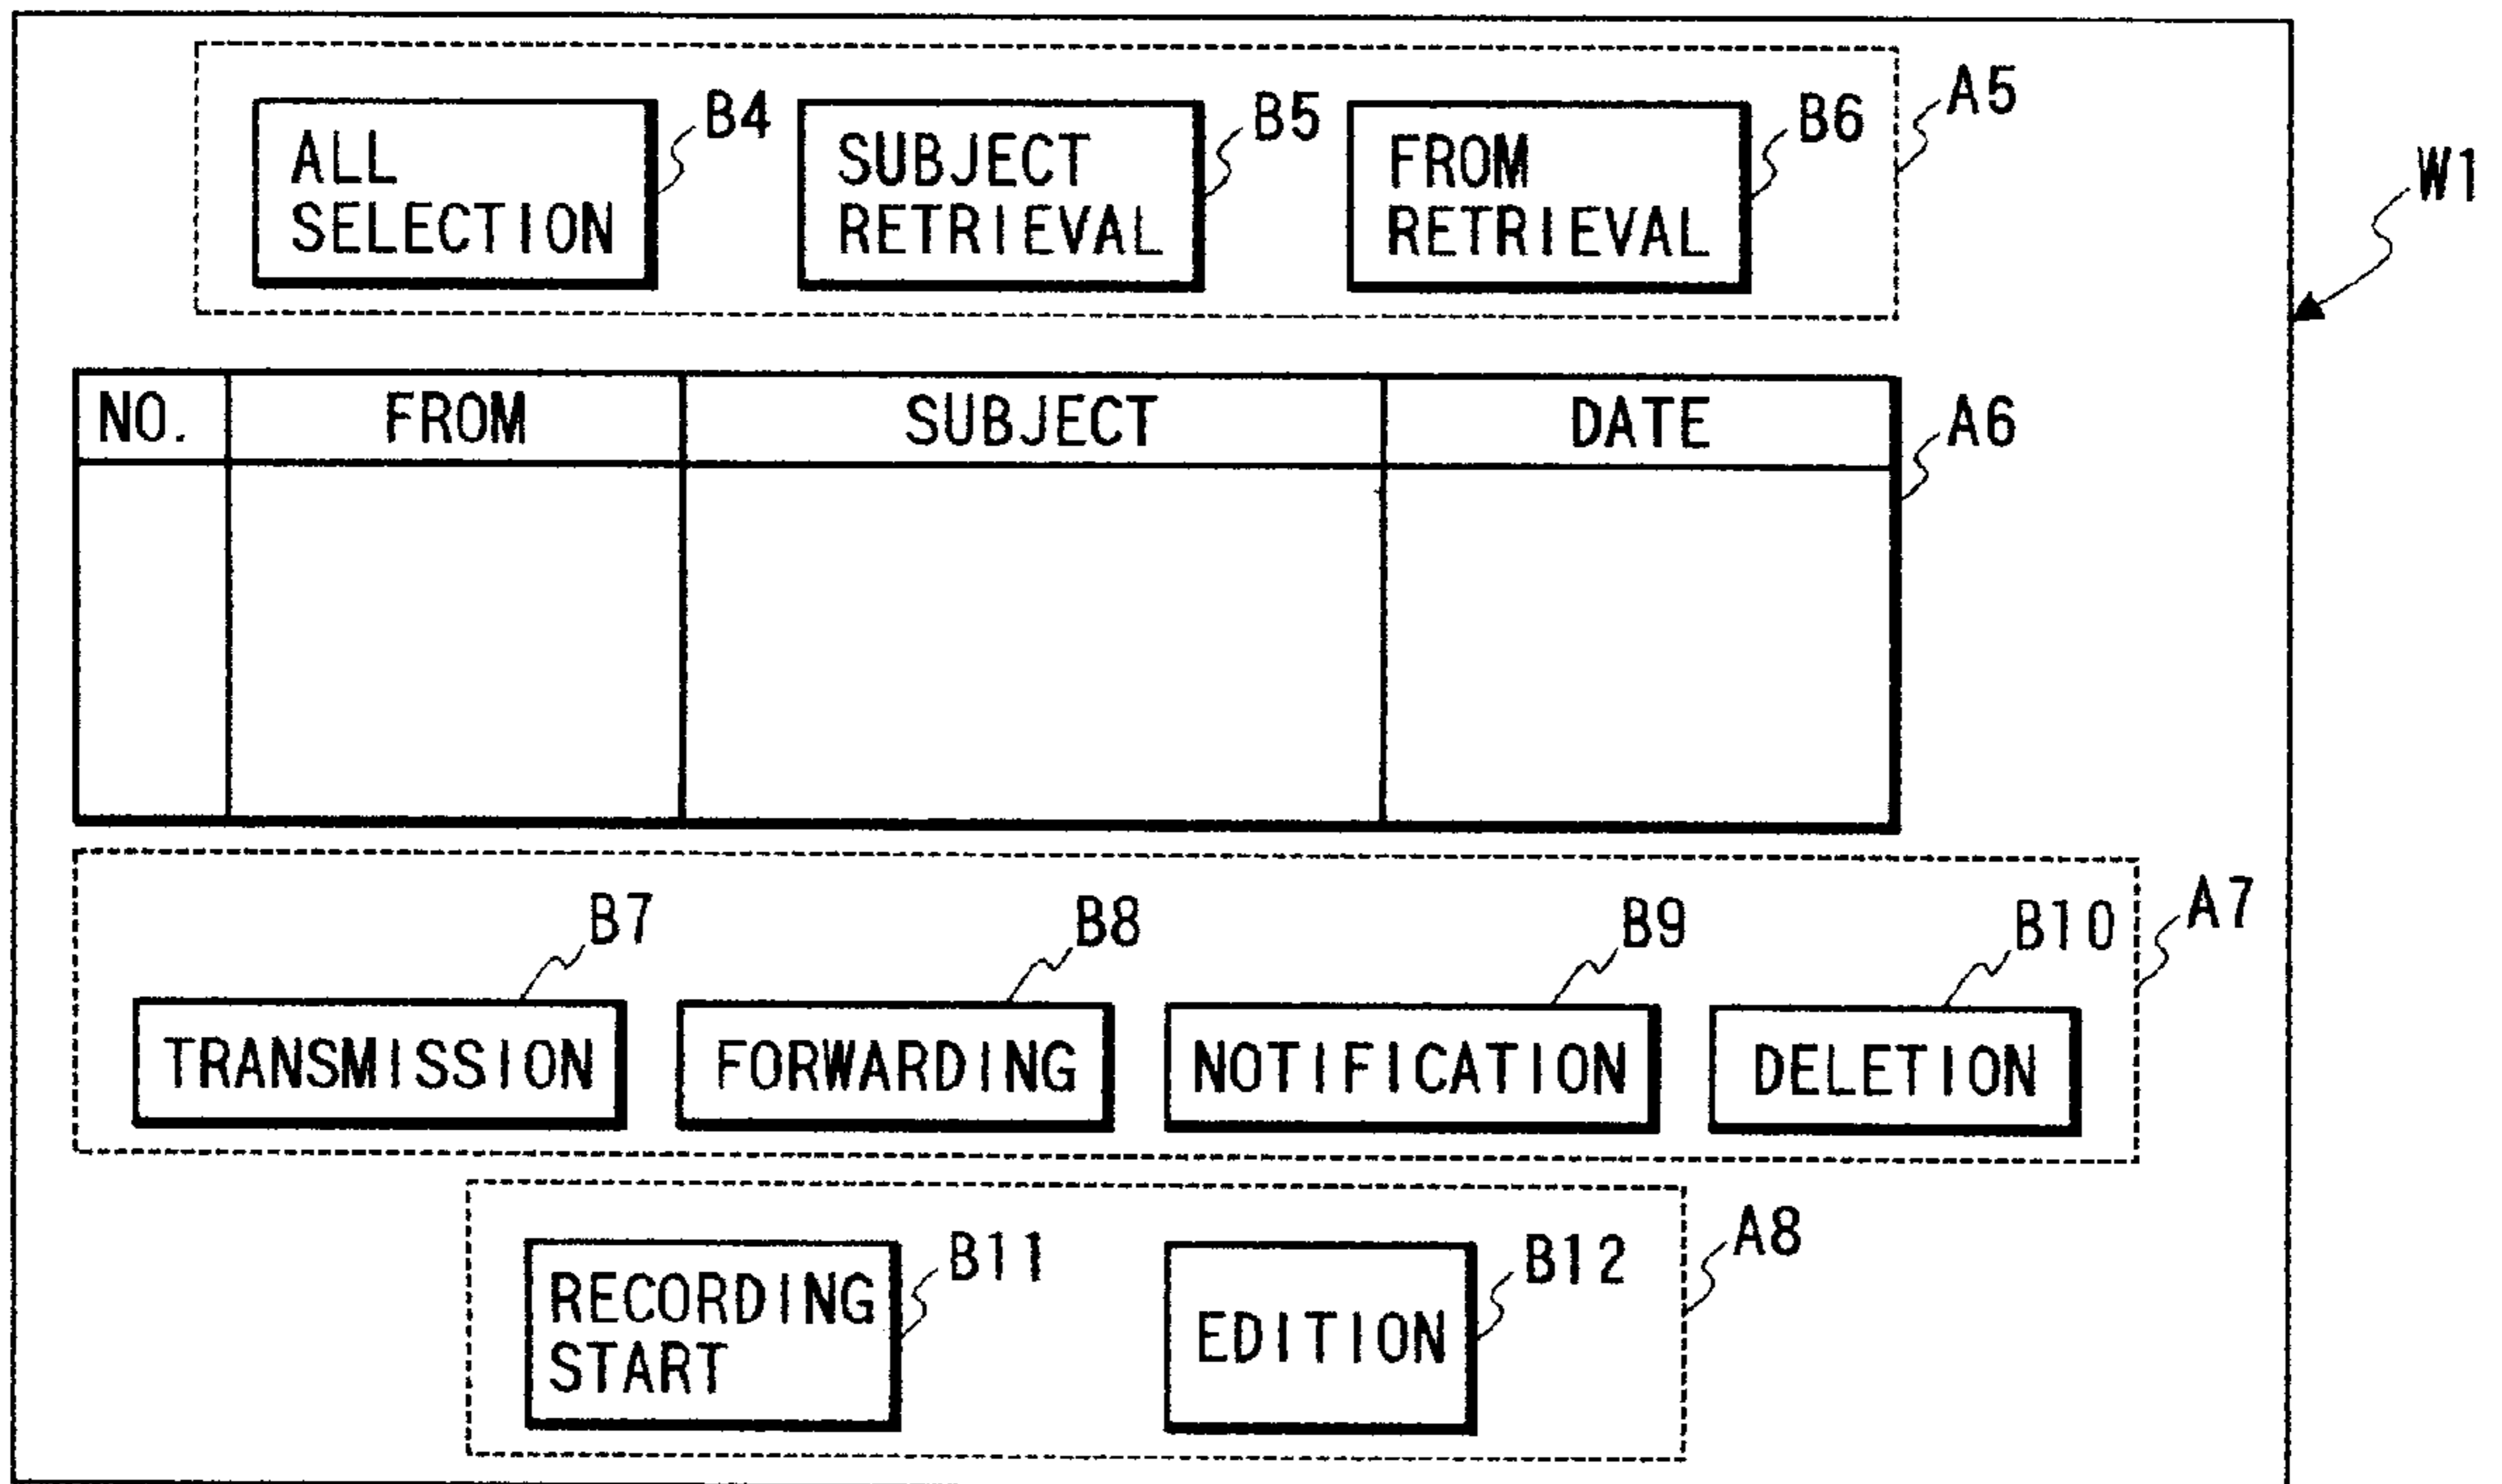 B4
B5
B6
A5
W1
ALL
SELECTION
SUBJECT
RETRIEVAL
FROM
RETRIEVAL
NO.
FROM
SUBJECT
DATE
A6
B7
B8
B9
B10
A7
TRANSMISSION
FORWARDING
NOTIFICATION
DELETION
B11
B12
A8
RECORDING
START
EDITION